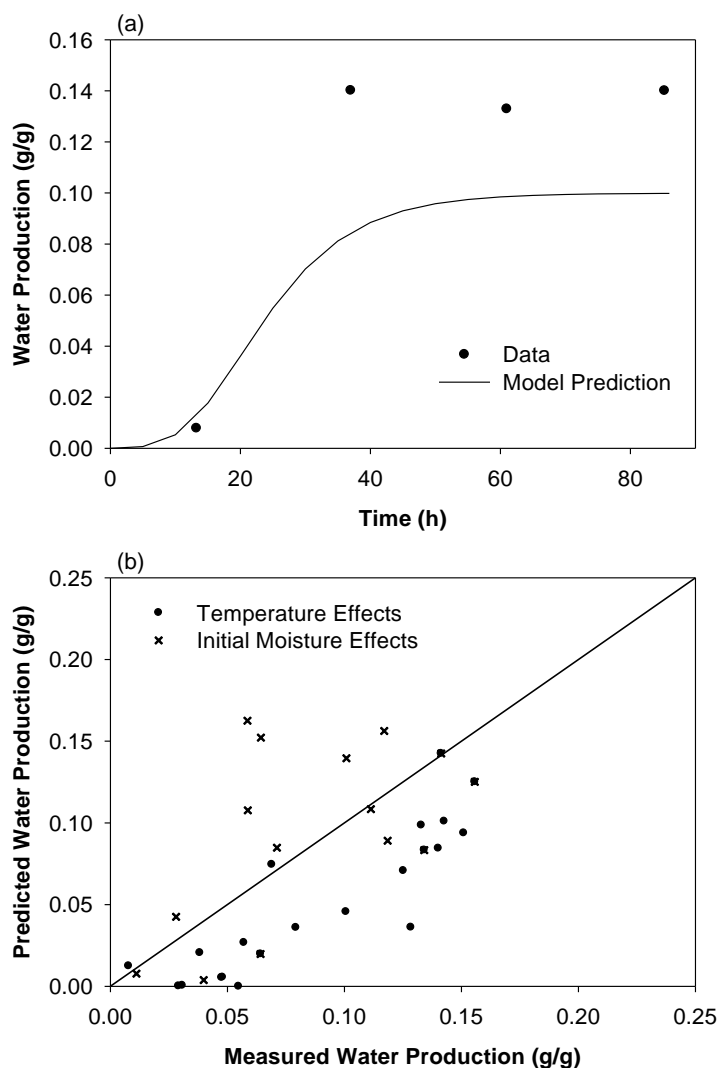 (a)
0.16
0.14
0.12
0.10
0.08
0.06
0.04
0.02
0.00
Water Production (g/g)
Data
Model Prediction
0 20 40 60 80
Time (h)
(b)
0.25
0.20
0.15
0.10
0.05
0.00
Predicted Water Production (g/g)
Temperature Effects
Initial Moisture Effects
0.00 0.05 0.10 0.15 0.20 0.25
Measured Water Production (g/g)